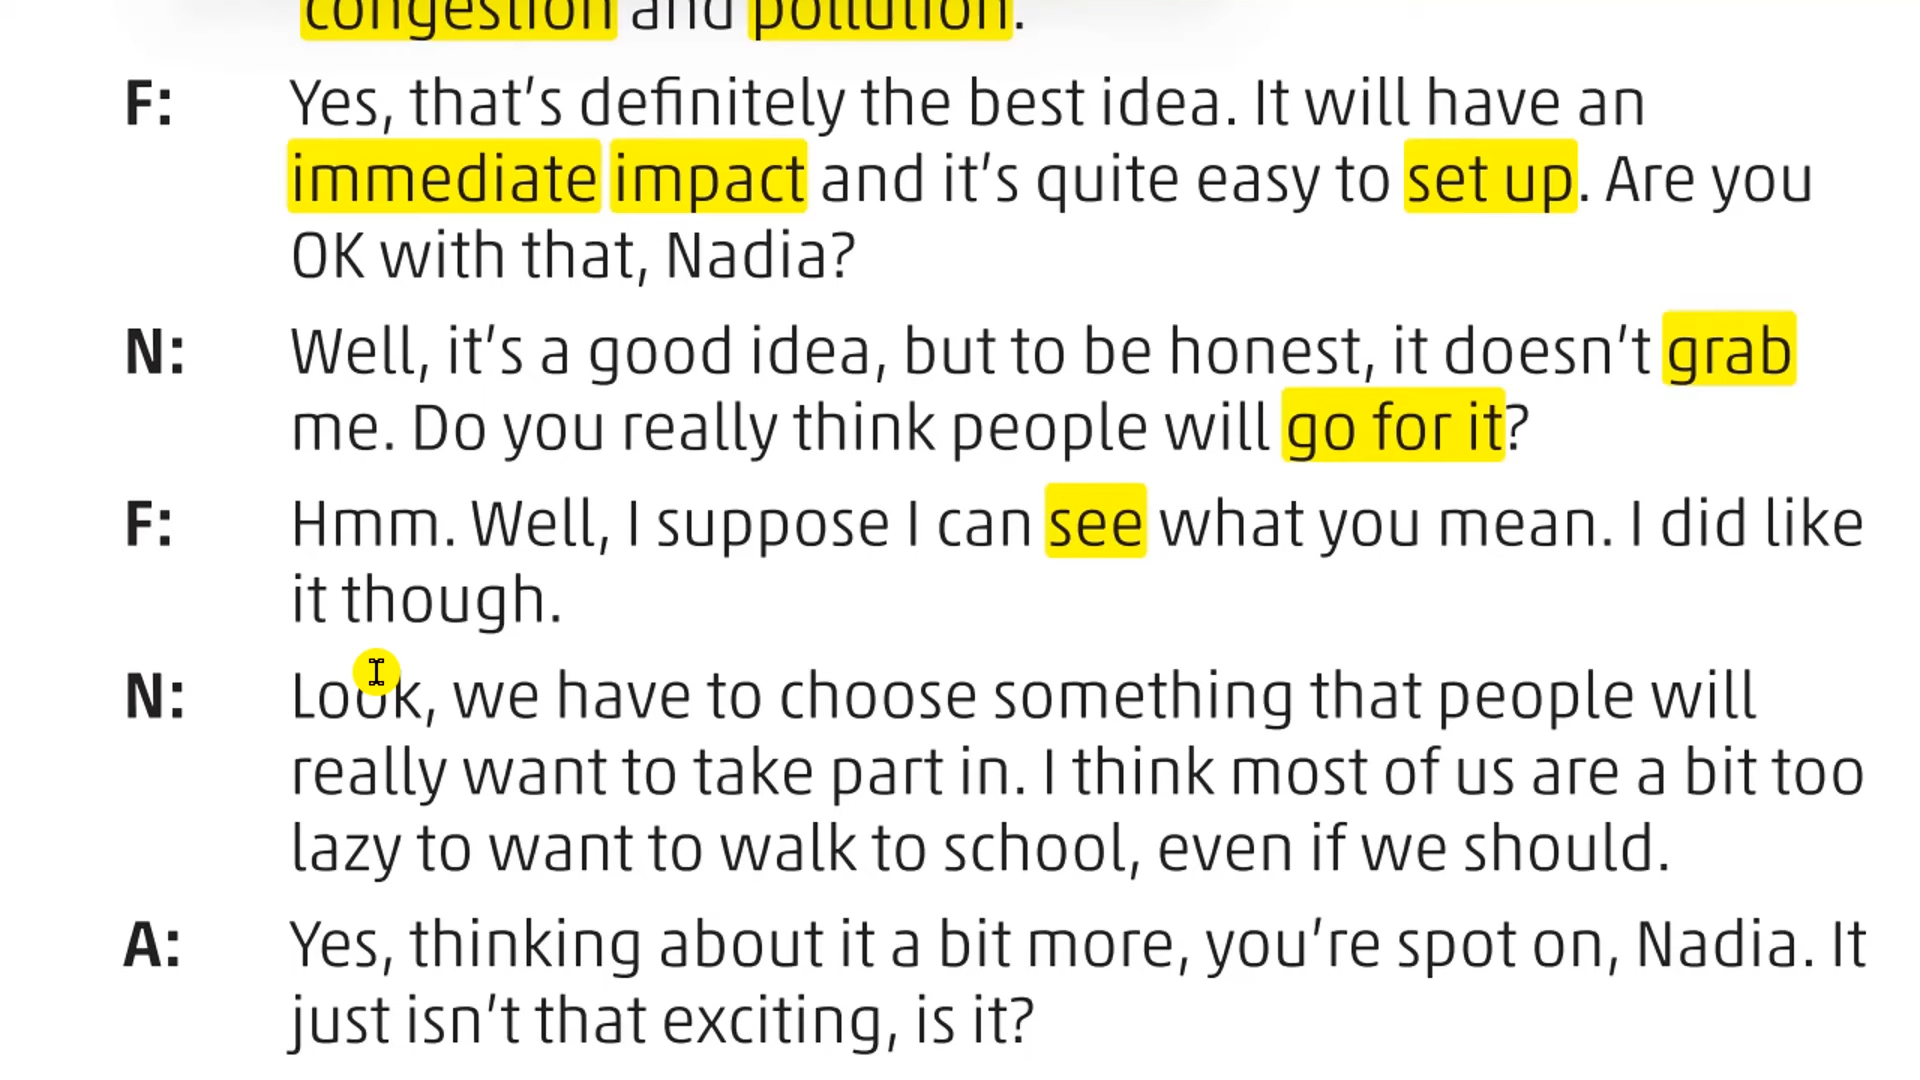 congestion and pollution.
F: Yes, that's definitely the best idea. It will have an
immediate impact and it's quite easy to set up. Are you
OK with that, Nadia?
N: Well, it's a good idea, but to be honest, it doesn't grab
me. Do you really think people will go for it?
F: Hmm. Well, I suppose I can see what you mean. I did like
it though.
N: Look, we have to choose something that people will
really want to take part in. I think most of us are a bit too
lazy to want to walk to school, even if we should.
A: Yes, thinking about it a bit more, you're spot on, Nadia. It
just isn't that exciting, is it?